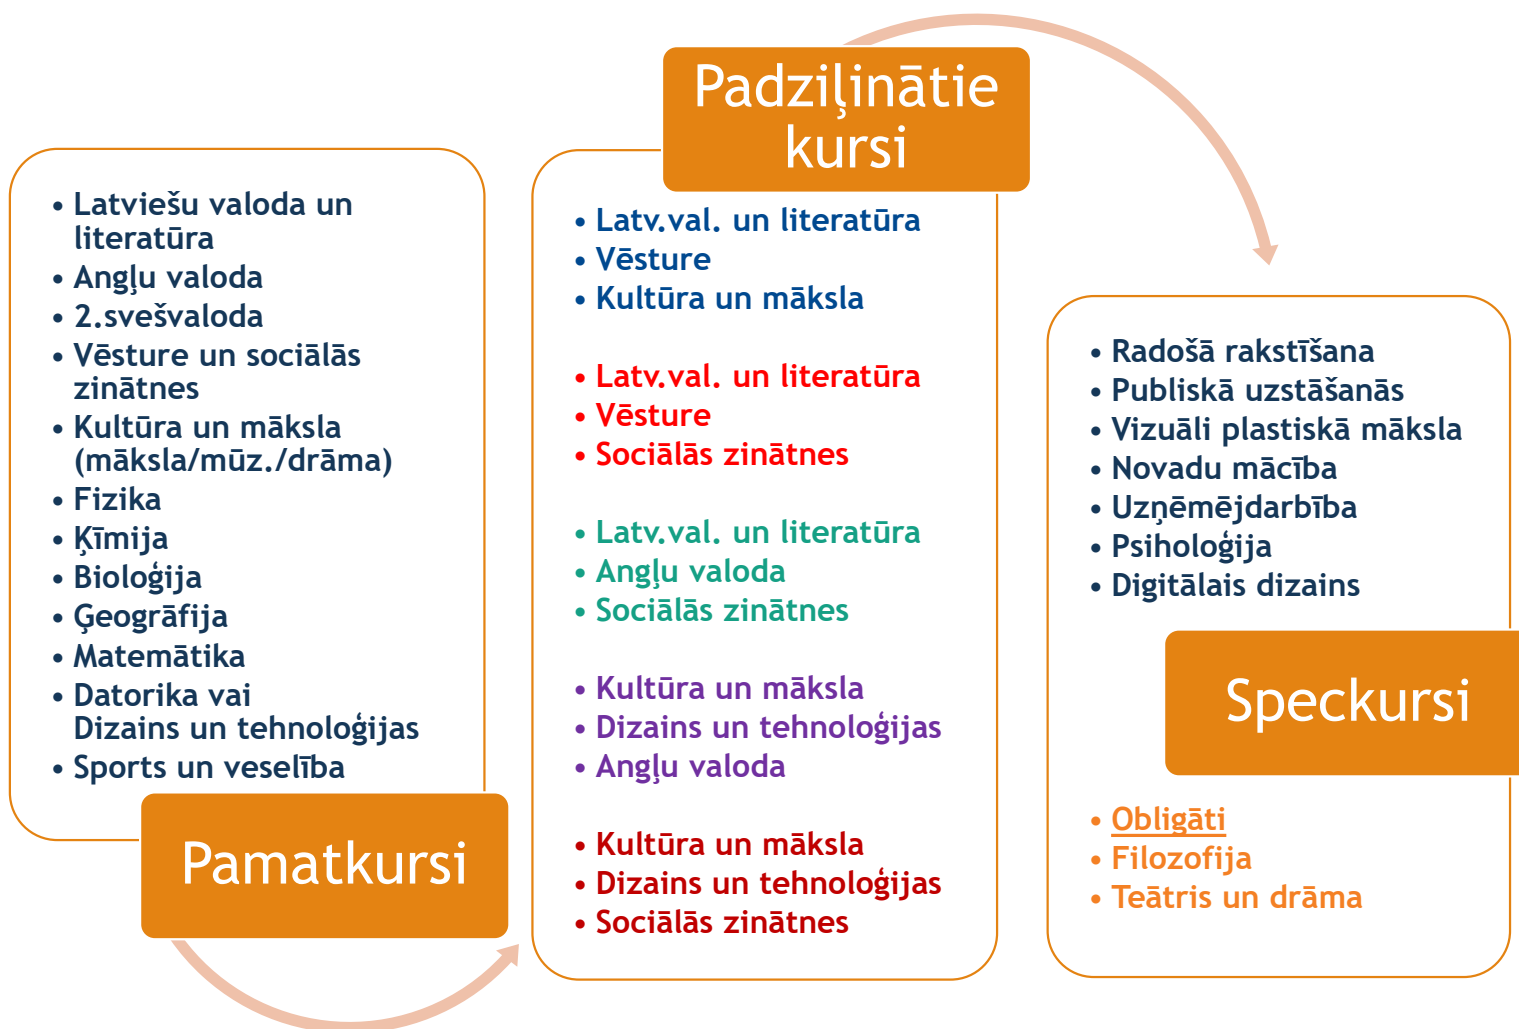 • Latviešu valoda un
literatūra
• Angļu valoda
• 2.svešvaloda
• Vēsture un sociālās
zinātnes
• Kultūra un māksla
(māksla/mūz./drāma)
• Fizika
• Ķīmija
• Bioloģija
• Ģeogrāfija
• Matemātika
• Datorika vai
Dizains un tehnoloģijas
• Sports un veselība
Pamatkursi
Padziļinātie
kursi
• Latv.val. un literatūra
• Vēsture
• Kultūra un māksla
• Latv.val. un literatūra
• Vēsture
• Sociālās zinātnes
• Latv.val. un literatūra
• Angļu valoda
• Sociālās zinātnes
• Kultūra un māksla
• Dizains un tehnoloģijas
• Angļu valoda
• Kultūra un māksla
• Dizains un tehnoloģijas
• Sociālās zinātnes
• Radošā rakstīšana
• Publiskā uzstāšanās
• Vizuāli plastiskā māksla
• Novadu mācība
• Uzņēmējdarbība
• Psiholoģija
• Digitālais dizains
Speckursi
• Obligāti
• Filozofija
• Teātris un drāma